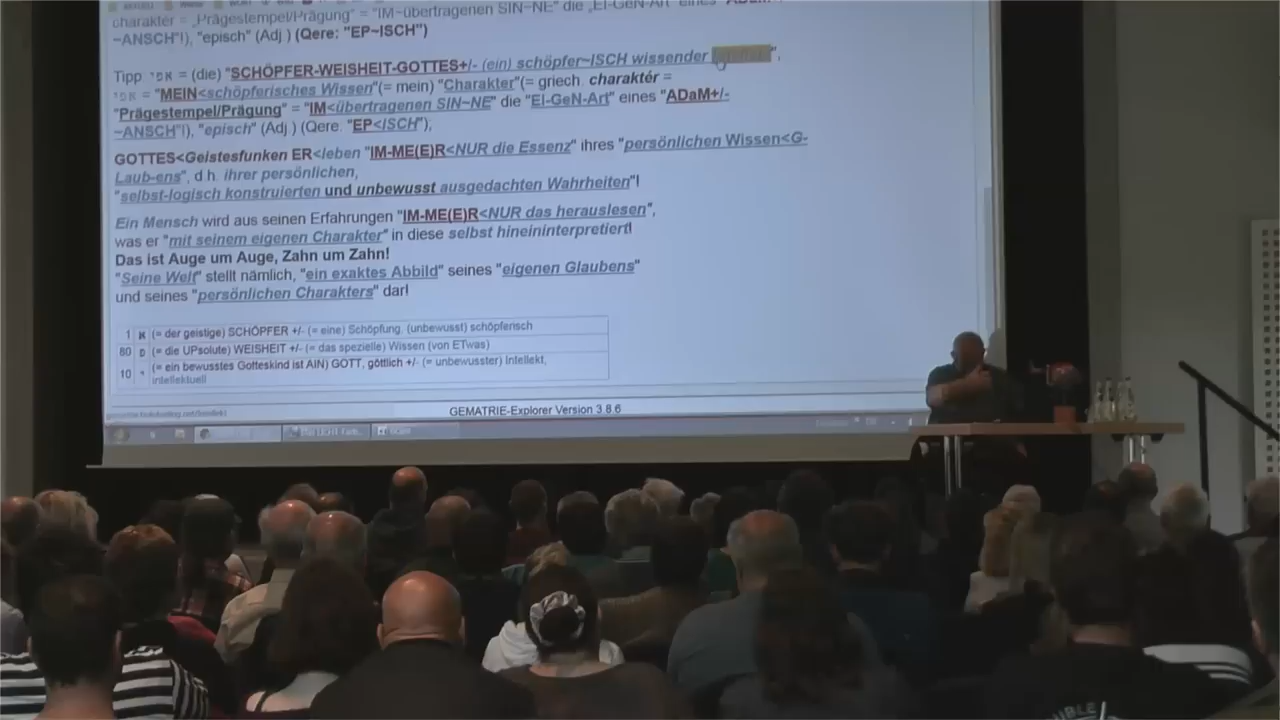 charakter = „Prägestempel/Prägung" = "IM~übertragenen SIN~NE" die „EI-GeN-Art" eines "ADaM+/-
~ANSCH"!), "episch" (Adj.) (Qere: "EP~ISCH")
Tipp אפי = (die) "SCHÖPFER-WEISHEIT-GOTTES+/- (ein) schöpfer~ISCH wissender
אפי = "MEIN<schöpferisches Wissen"(= mein) "Charakter"(= griech. charaktér =
"Prägestempel/Prägung" = "IM<übertragenen SIN~NE" die "EI-GeN-Art" eines "ADaM+/-
~ANSCH"!), "episch" (Adj.) (Qere: "EP<ISCH"),
GOTTES<Geistesfunken ER<leben "IM-ME(E)R<NUR die Essenz" ihres "persönlichen Wissen<G-
Laub-ens", d.h. ihrer persönlichen,
"selbst-logisch konstruierten und unbewusst ausgedachten Wahrheiten"!
Ein Mensch wird aus seinen Erfahrungen "IM-ME(E)R<NUR das herauslesen",
was er "mit seinem eigenen Charakter" in diese selbst hineininterpretiert!
Das ist Auge um Auge, Zahn um Zahn!
"Seine Welt" stellt nämlich, "ein exaktes Abbild" seines "eigenen Glaubens"
und seines "persönlichen Charakters" dar!
1 א (= der geistige) SCHÖPFER +/- (= eine) Schöpfung, (unbewusst) schöpferisch
80 פ (= die UPsolute) WEISHEIT +/- (= das spezielle) Wissen (von ETwas)
10 י (= ein bewusstes Gotteskind ist AIN) GOTT, göttlich +/- (= unbewusster) Intellekt,
intellektuell
GEMATRIE-Explorer Version 3.8.6